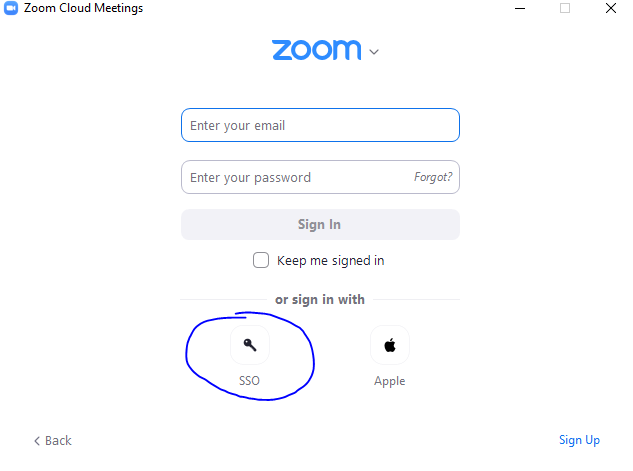 Zoom Cloud Meetings
zoom
Enter your email
Enter your password Forgot?
Sign In
Keep me signed in
or sign in with
SSO Apple
Back Sign Up